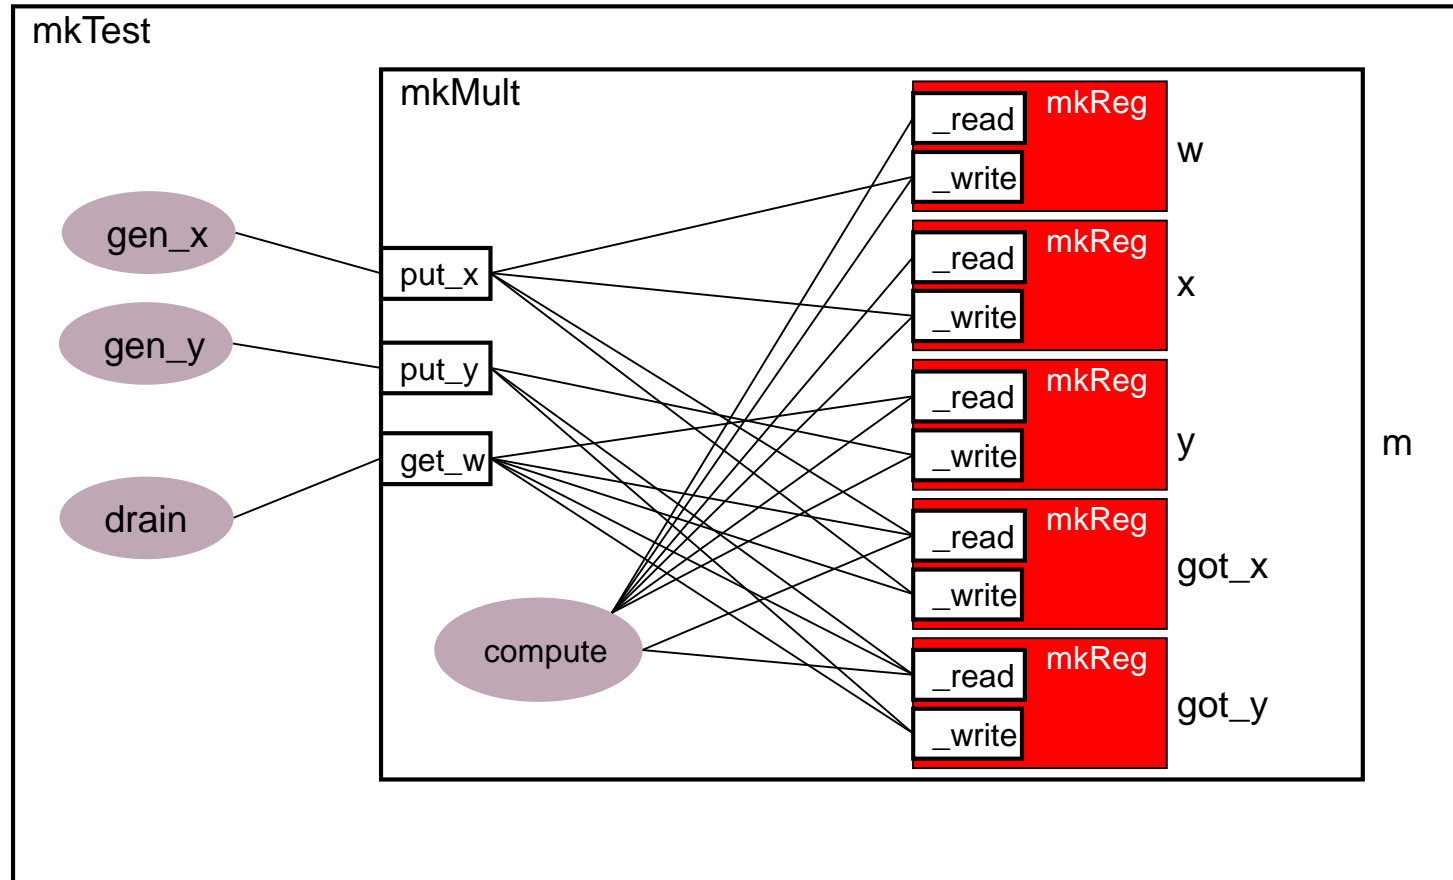 mkTest
mkMult
gen_x
gen_y
drain
put_x
put_y
get_w
compute
mkReg
_read
_write
w
mkReg
_read
_write
x
mkReg
_read
_write
y
mkReg
_read
_write
got_x
mkReg
_read
_write
got_y
m